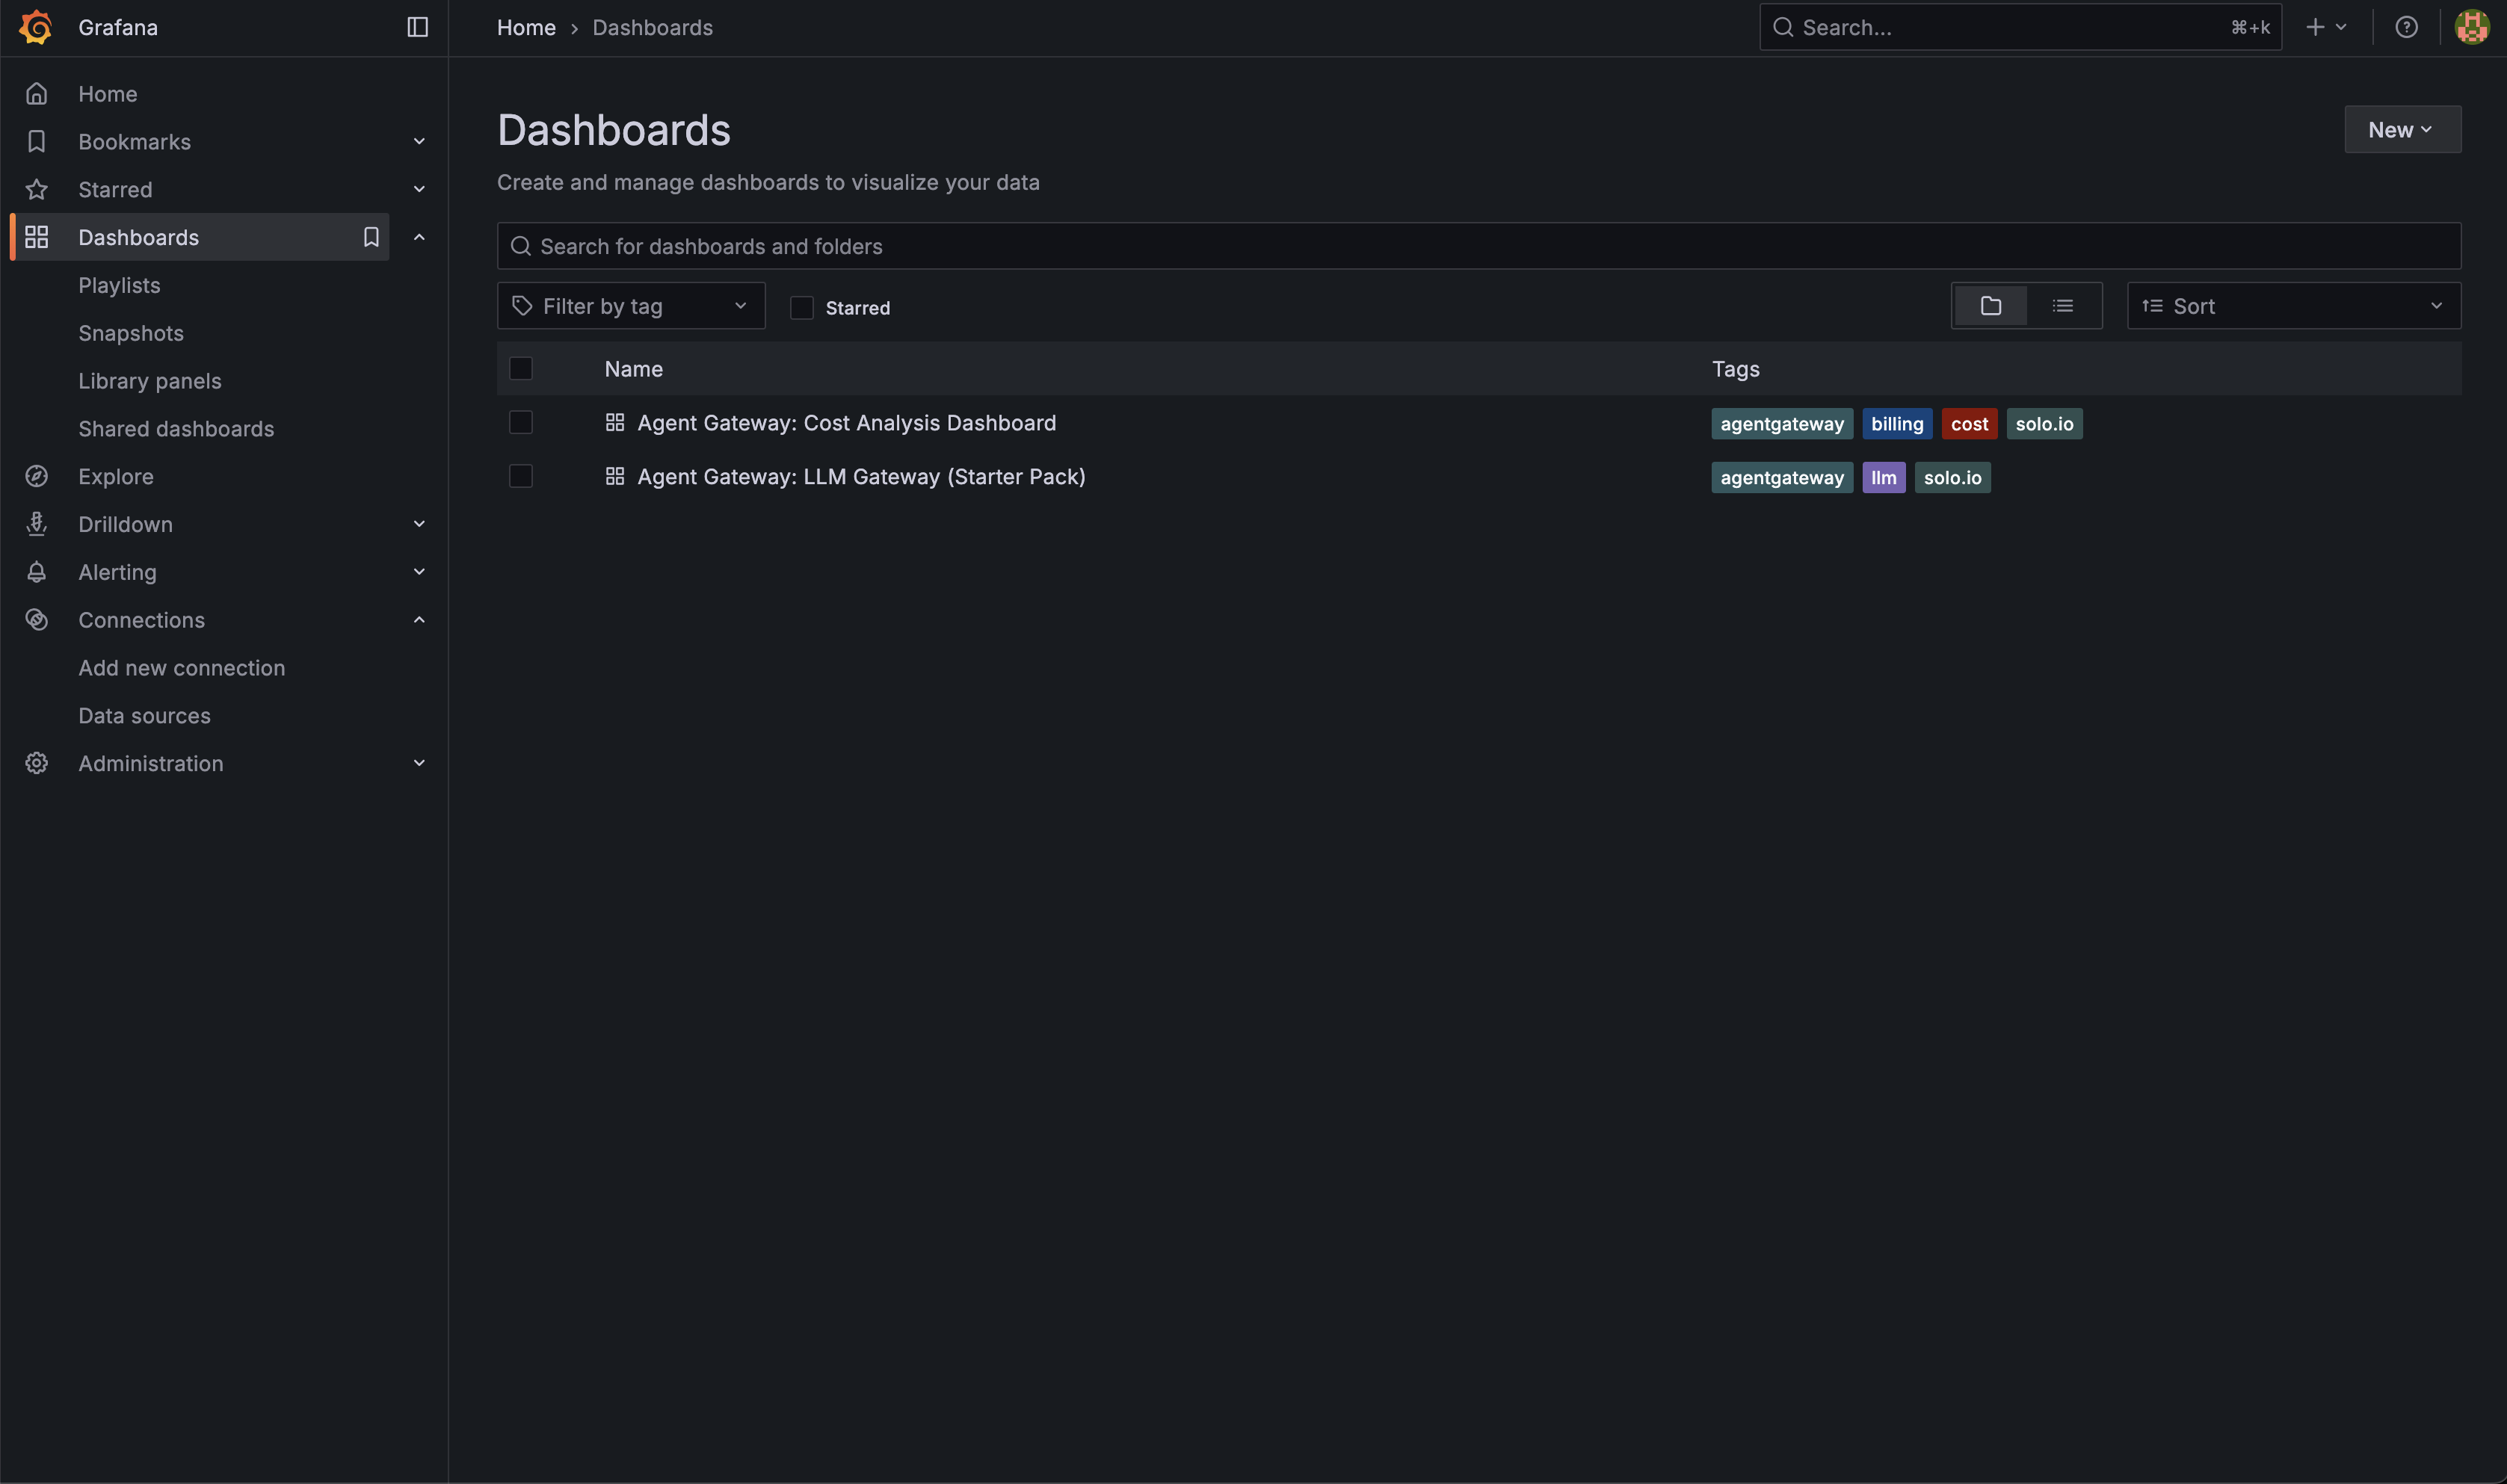 Grafana
Home › Dashboards
Search...
⌘+k
Home
Bookmarks
Starred
Dashboards
Playlists
Snapshots
Library panels
Shared dashboards
Explore
Drilldown
Alerting
Connections
Add new connection
Data sources
Administration
Dashboards
New
Create and manage dashboards to visualize your data
Search for dashboards and folders
Filter by tag
Starred
Sort
Name Tags
Agent Gateway: Cost Analysis Dashboard agentgateway billing cost solo.io
Agent Gateway: LLM Gateway (Starter Pack) agentgateway llm solo.io